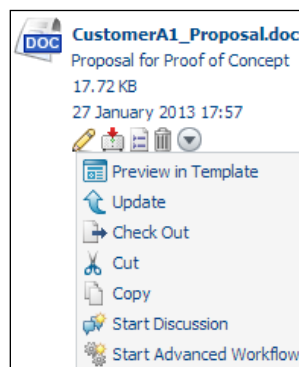 DOC
CustomerA1_Proposal.doc
Proposal for Proof of Concept
17.72 KB
27 January 2013 17:57
Preview in Template
Update
Check Out
Cut
Copy
Start Discussion
Start Advanced Workflow